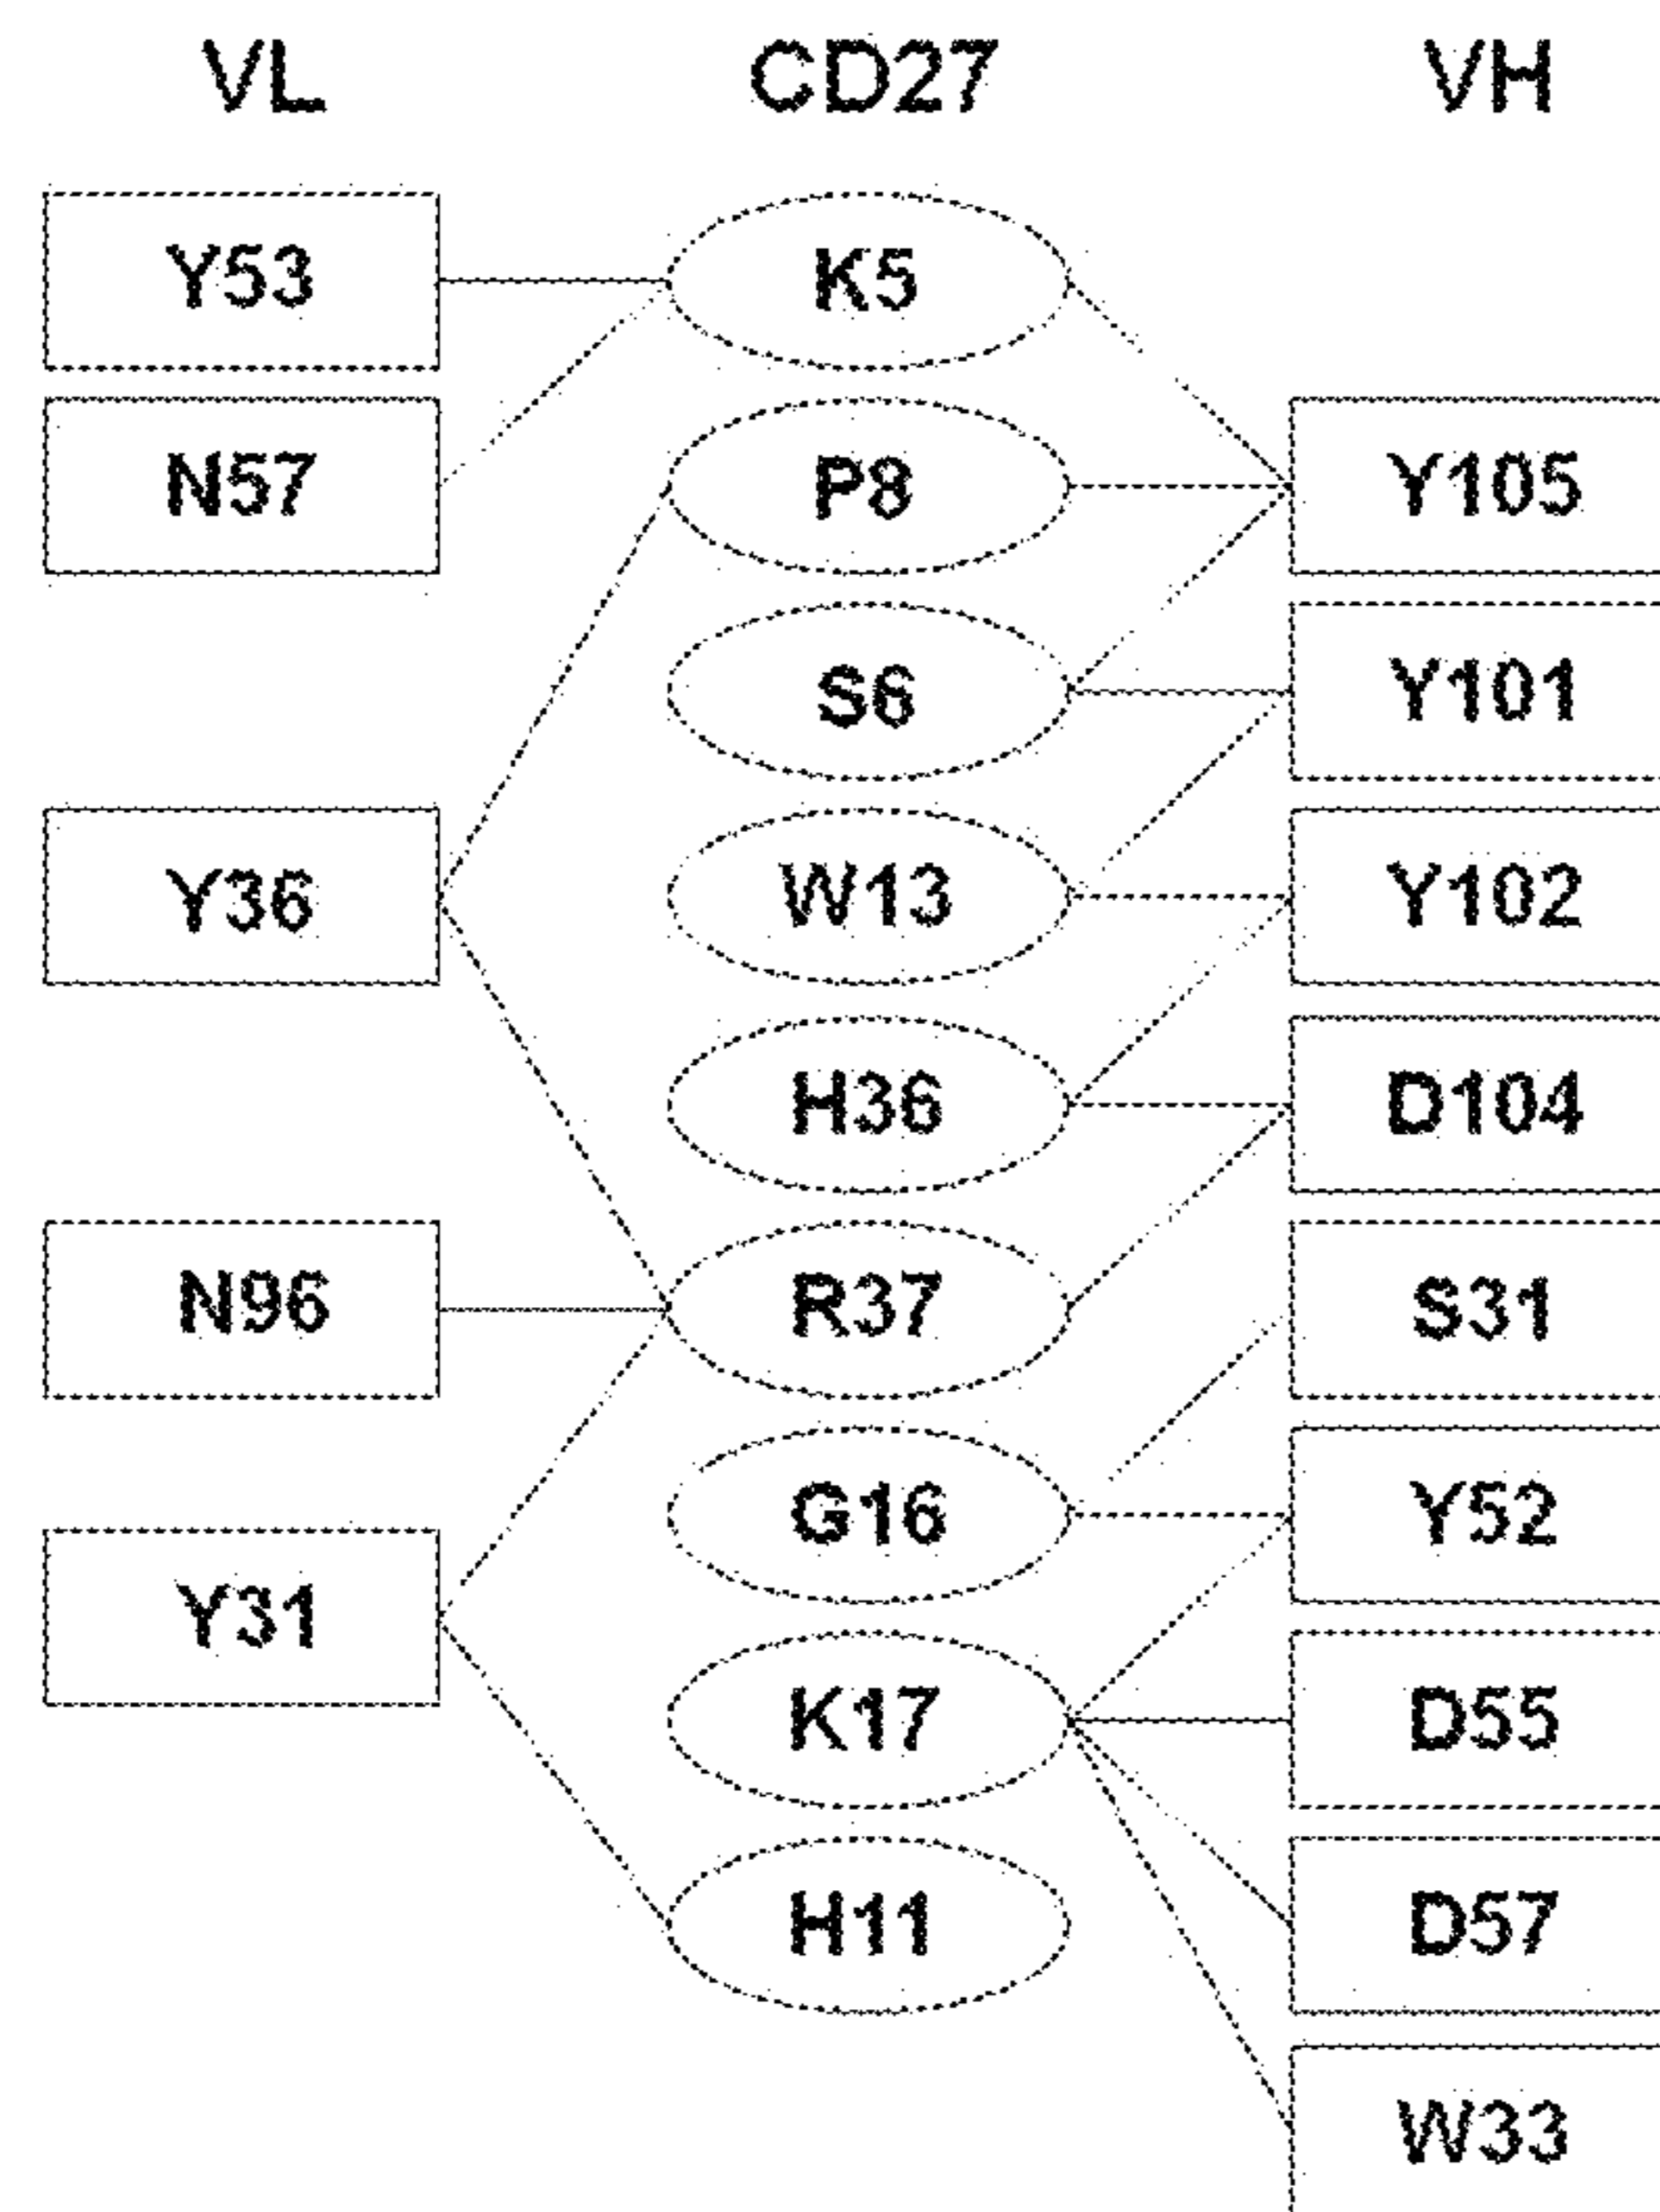 VL CD27 VH
Y53 K5
N57 P8 Y105
S6 Y101
Y36 W13 Y102
H36 D104
N96 R37 S31
G16 Y52
Y31
K17 D55
H11 D57
W33